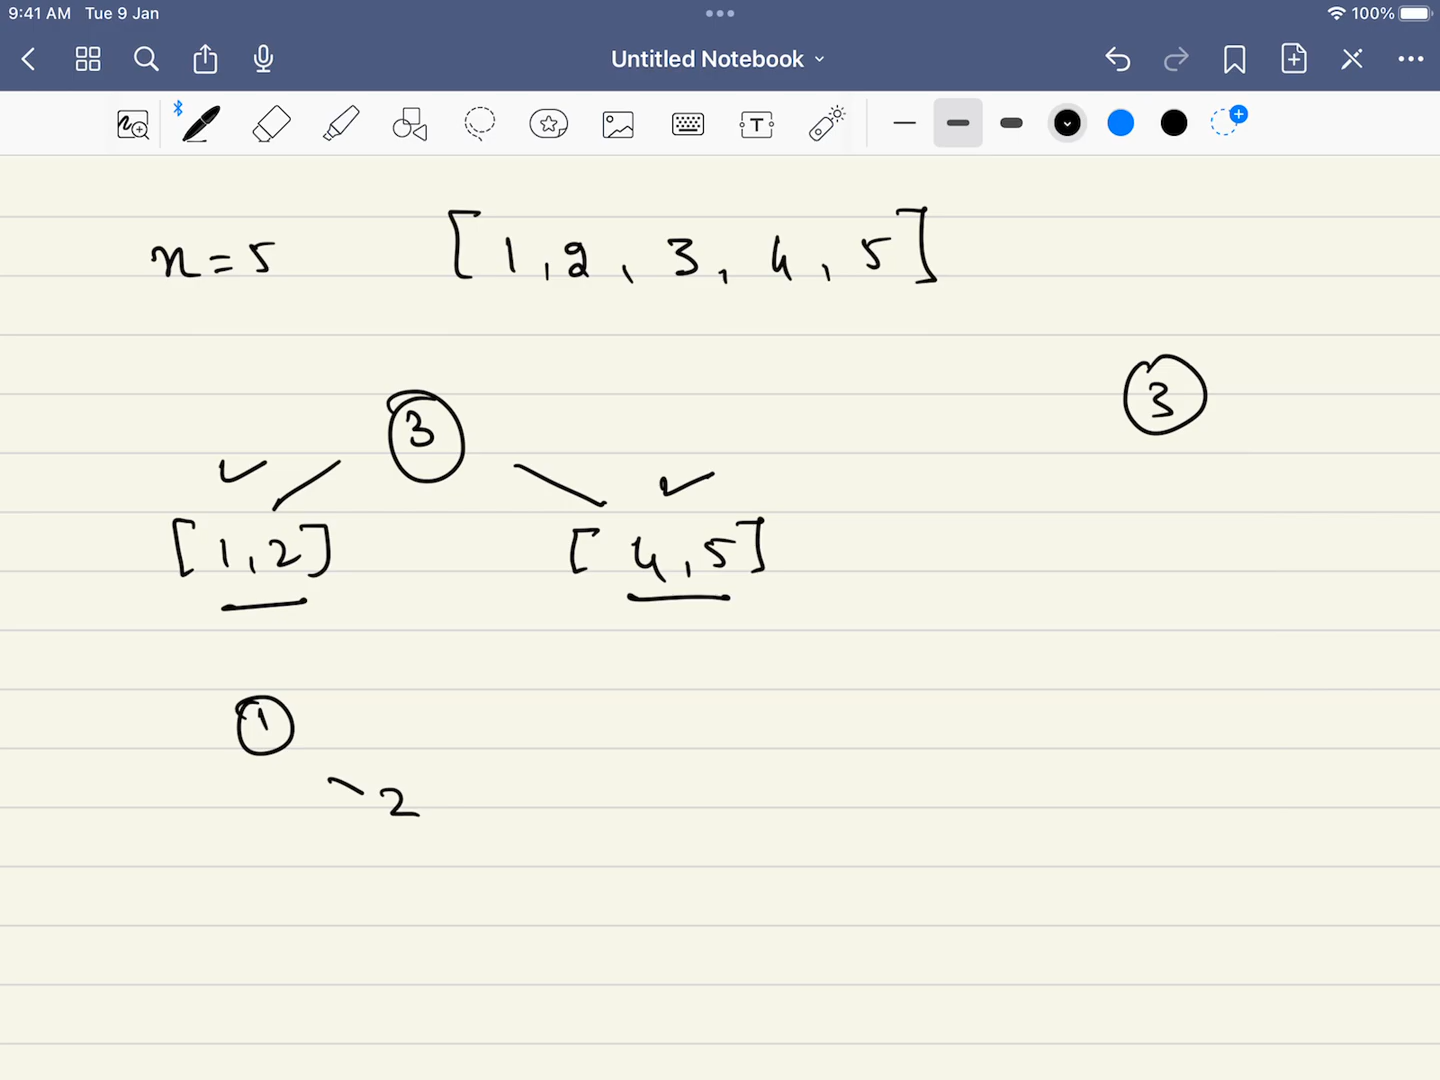 9:41 AM Tue 9 Jan
100%
Untitled Notebook
T
n = 5 [ 1 , 2 , 3 , 4 , 5 ]
3
3
[ 1 , 2 ] [ 4 , 5 ]
1
2